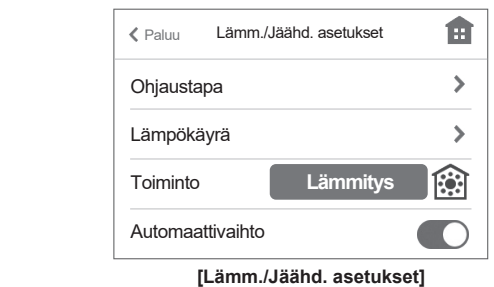 Paluu Lämm./Jäähd. asetukset
Ohjaustapa
Lämpökäyrä
Toiminto Lämmitys
Automaattivaihto
[Lämm./Jäähd. asetukset]